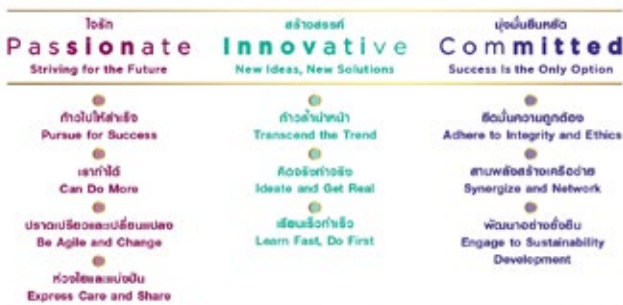 ใจรัก
Passionate
Striving for the Future
ก้าวไปให้สำเร็จ
Pursue for Success
เราทำได้
Can Do More
ปราดเปรียวและเปลี่ยนแปลง
Be Agile and Change
ห่วงใยและแบ่งปัน
Express Care and Share
สร้างสรรค์
Innovative
New Ideas, New Solutions
ก้าวล้ำนำหน้า
Transcend the Trend
คิดจริงทำจริง
Ideate and Get Real
เรียนเร็วทำเร็ว
Learn Fast, Do First
มุ่งมั่นยืนหยัด
Committed
Success Is the Only Option
ยึดมั่นความถูกต้อง
Adhere to Integrity and Ethics
สานพลังสร้างเครือข่าย
Synergize and Network
พัฒนาอย่างยั่งยืน
Engage to Sustainability
Development